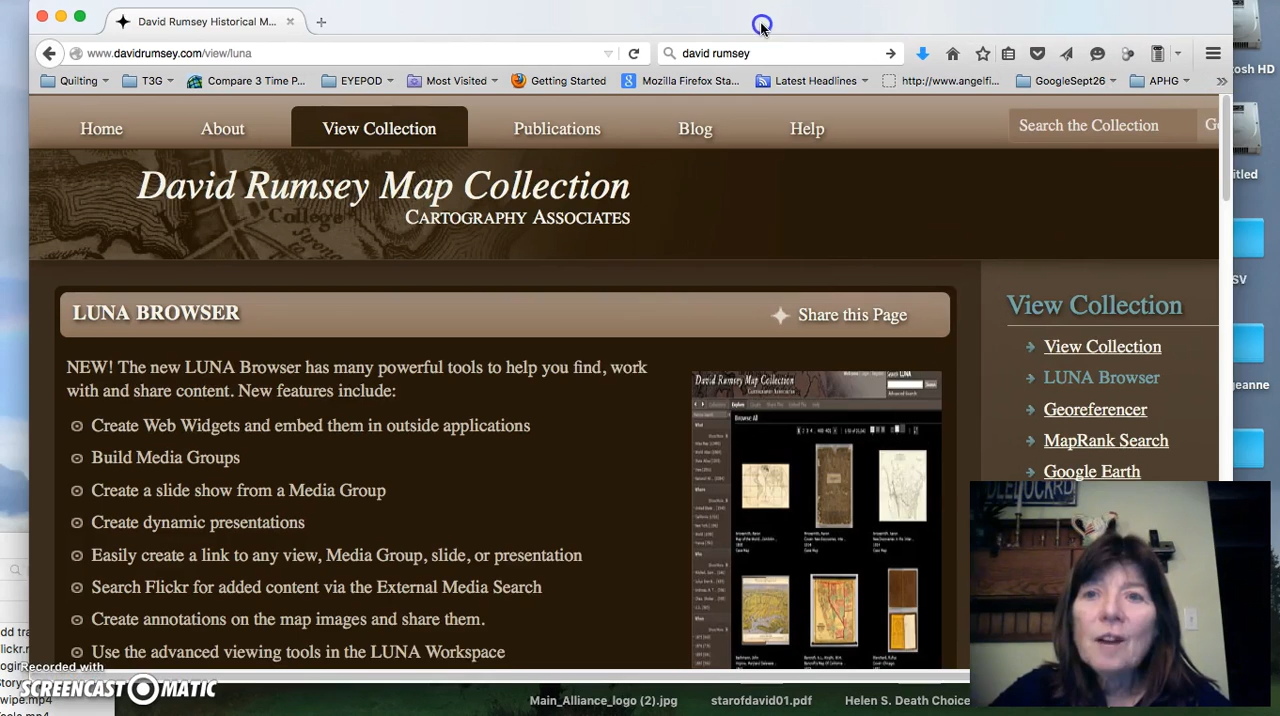 David Rumsey Historical M...
www.davidrumsey.com/view/luna
david rumsey
Quilting
T3G
Compare 3 Time P...
EYEPOD
Most Visited
Getting Started
Mozilla Firefox Sta...
Latest Headlines
http://www.angelfi...
GoogleSept26
APHG
Home
About
View Collection
Publications
Blog
Help
Search the Collection
David Rumsey Map Collection
CARTOGRAPHY ASSOCIATES
LUNA BROWSER
Share this Page
NEW! The new LUNA Browser has many powerful tools to help you find, work
with and share content. New features include:
Create Web Widgets and embed them in outside applications
Build Media Groups
Create a slide show from a Media Group
Create dynamic presentations
Easily create a link to any view, Media Group, slide, or presentation
Search Flickr for added content via the External Media Search
Create annotations on the map images and share them.
Use the advanced viewing tools in the LUNA Workspace
David Rumsey Map Collection
View Collection
View Collection
LUNA Browser
Georeferencer
MapRank Search
Google Earth
Recorded with
SCREENCAST-O-MATIC
Main_Alliance_logo (2).jpg
starofdavid01.pdf
Helen S. Death Choice